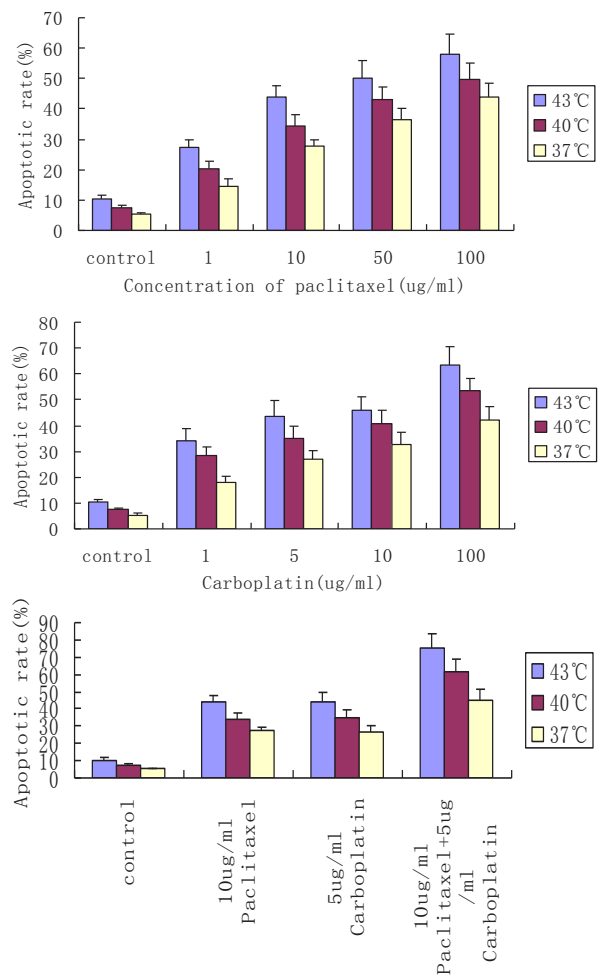 Apoptotic rate(%)
70
60
50
40
30
20
10
0
control 1 10 50 100
Concentration of paclitaxel(ug/ml)
43℃
40℃
37℃
Apoptotic rate(%)
80
70
60
50
40
30
20
10
0
control 1 5 10 100
Carboplatin(ug/ml)
43℃
40℃
37℃
Apoptotic rate(%)
90
80
70
60
50
40
30
20
10
0
control
10ug/ml
Paclitaxel
5ug/ml
Carboplatin
10ug/ml
Paclitaxel+5ug
/ml
Carboplatin
43℃
40℃
37℃